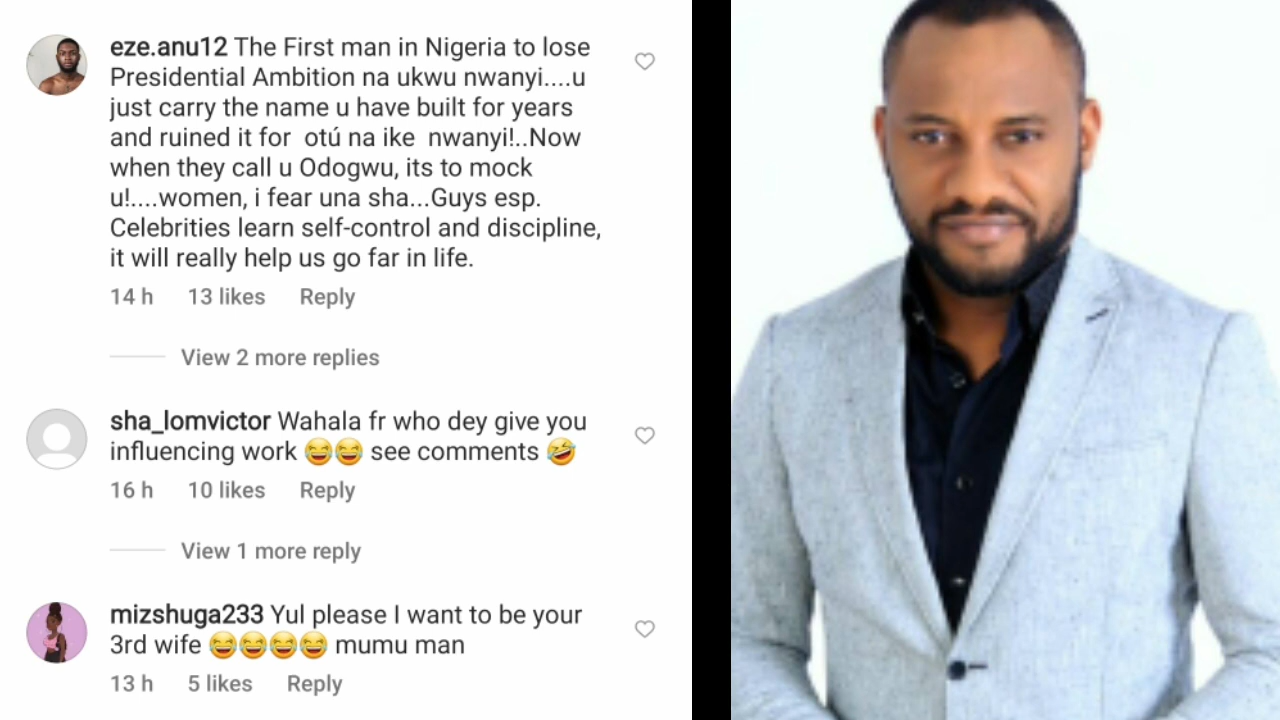 eze.anu12 The First man in Nigeria to lose
Presidential Ambition na ukwu nwanyi....u
just carry the name u have built for years
and ruined it for otú na ike nwanyi!..Now
when they call u Odogwu, its to mock
u!....women, i fear una sha...Guys esp.
Celebrities learn self-control and discipline,
it will really help us go far in life.
14 h 13 likes Reply
View 2 more replies
sha_lomvictor Wahala fr who dey give you
influencing work 😂😂 see comments 🤣
16 h 10 likes Reply
View 1 more reply
mizshuga233 Yul please I want to be your
3rd wife 😂😂😂😂 mumu man
13 h 5 likes Reply